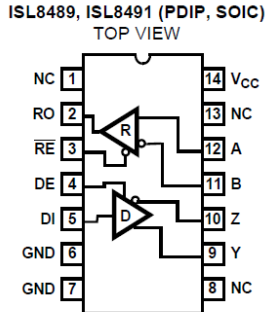 ISL8489, ISL8491 (PDIP, SOIC)
TOP VIEW
NC 1 14 VCC
RO 2 R 13 NC
RE 3 12 A
DE 4 11 B
DI 5 D 10 Z
GND 6 9 Y
GND 7 8 NC